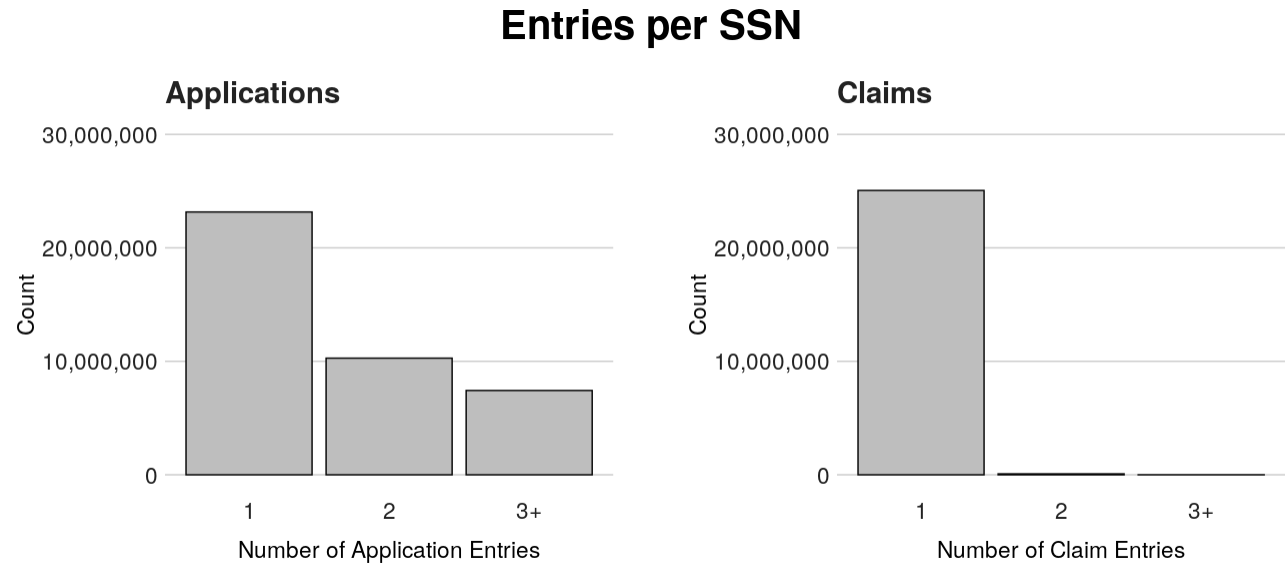 Entries per SSN
Applications
30,000,000
20,000,000
10,000,000
0
Count
1 2 3+
Number of Application Entries
Claims
30,000,000
20,000,000
10,000,000
0
Count
1 2 3+
Number of Claim Entries